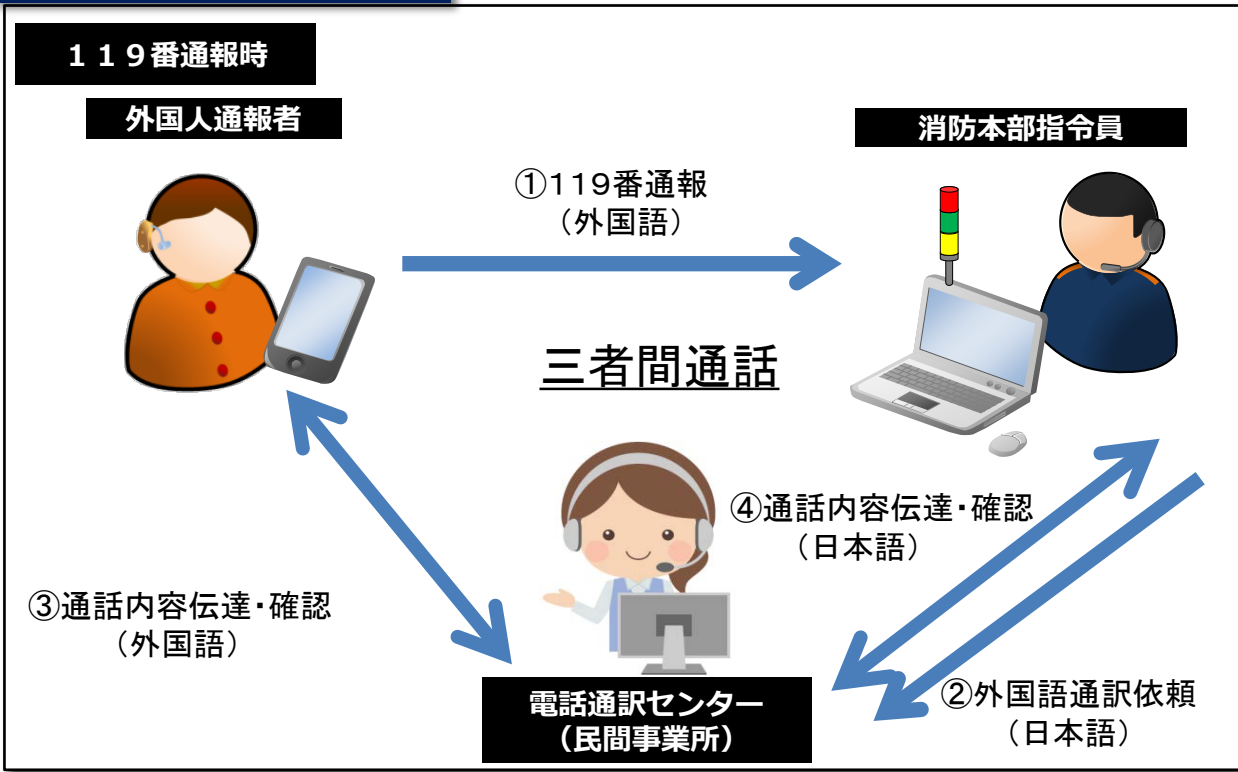 １１９番通報時
外国人通報者
消防本部指令員
①１１９番通報
（外国語）
三者間通話
④通話内容伝達・確認
（日本語）
③通話内容伝達・確認
（外国語）
電話通訳センター
（民間事業所）
②外国語通訳依頼
（日本語）